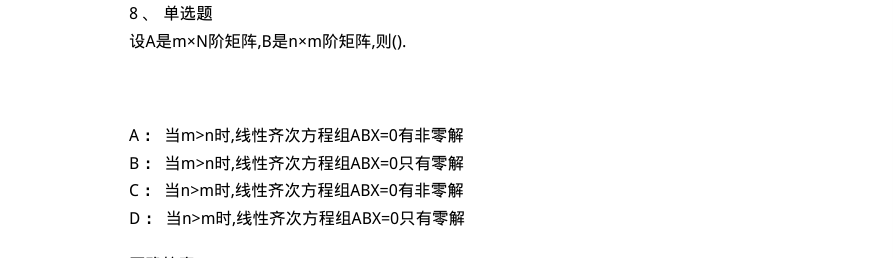 8 、 单选题
设A是m×N阶矩阵,B是n×m阶矩阵,则().
A： 当m>n时,线性齐次方程组ABX=0有非零解
B： 当m>n时,线性齐次方程组ABX=0只有零解
C： 当n>m时,线性齐次方程组ABX=0有非零解
D： 当n>m时,线性齐次方程组ABX=0只有零解